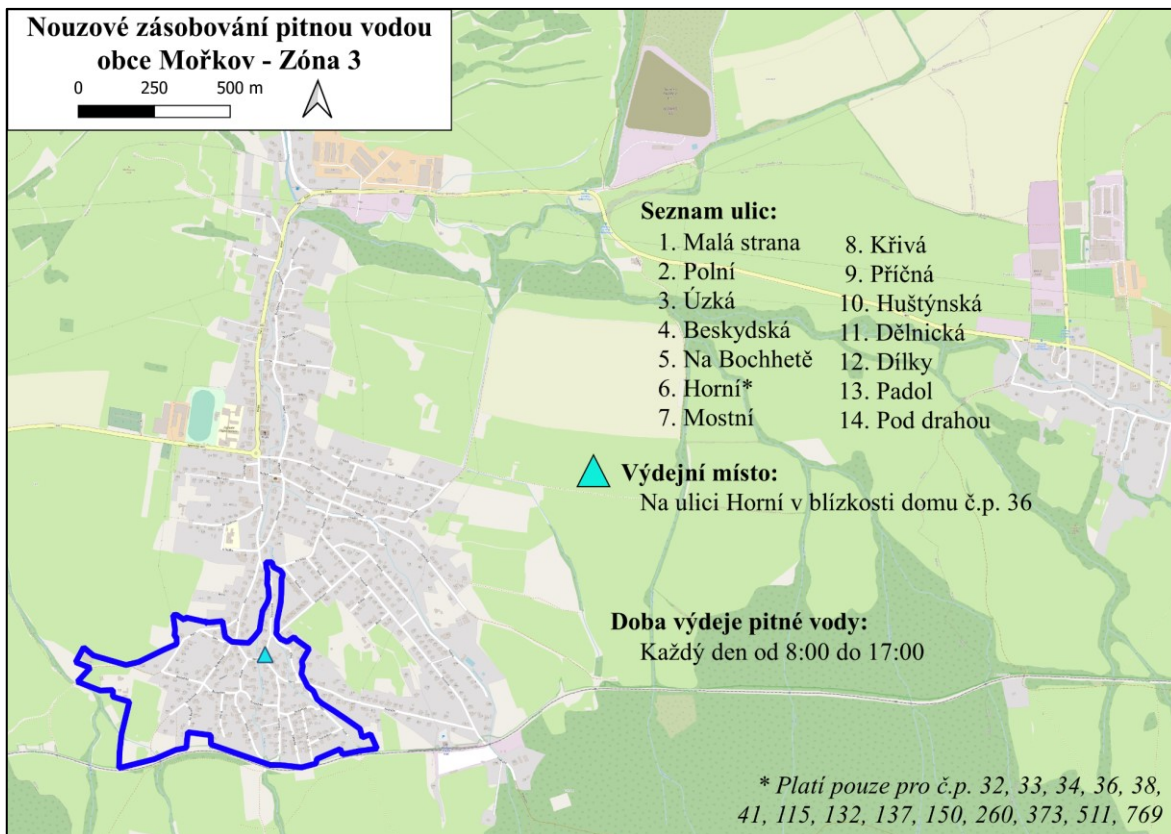 Nouzové zásobování pitnou vodou
obce Mořkov - Zóna 3
0 250 500 m
Seznam ulic:
1. Malá strana
2. Polní
3. Úzká
4. Beskydská
5. Na Bochhetě
6. Horní*
7. Mostní
8. Křivá
9. Příčná
10. Huštýnská
11. Dělnická
12. Dílky
13. Padol
14. Pod drahou
Výdejní místo:
Na ulici Horní v blízkosti domu č.p. 36
Doba výdeje pitné vody:
Každý den od 8:00 do 17:00
* Platí pouze pro č.p. 32, 33, 34, 36, 38,
41, 115, 132, 137, 150, 260, 373, 511, 769